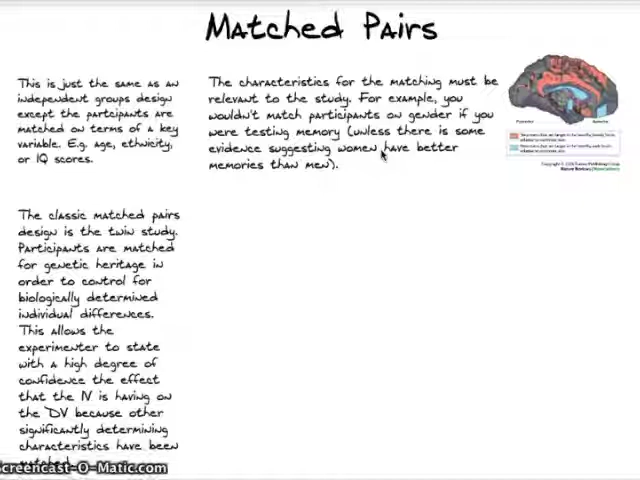 Matched Pairs
This is just the same as an
independent groups design
except the partcipants are
matched on terms of a key
variable. E.g. age, ethnicity,
or IQ scores.
The characteristics for the matching must be
relevant to the study. For example, you
wouldn't match participants on gender if you
were testing memory (unless there is some
evidence suggesting women have better
memories than men).
Posterior
Anterior
The classic matched pairs
design is the twin study.
Participants are matched
for genetic heritage in
order to control for
biologically determined
individual differences.
This allows the
experimenter to state
with a high degree of
confidence the effect
that the IV is having on
the DV because other
significantly determining
characteristics have been
matched
Screencast-O-Matic.com